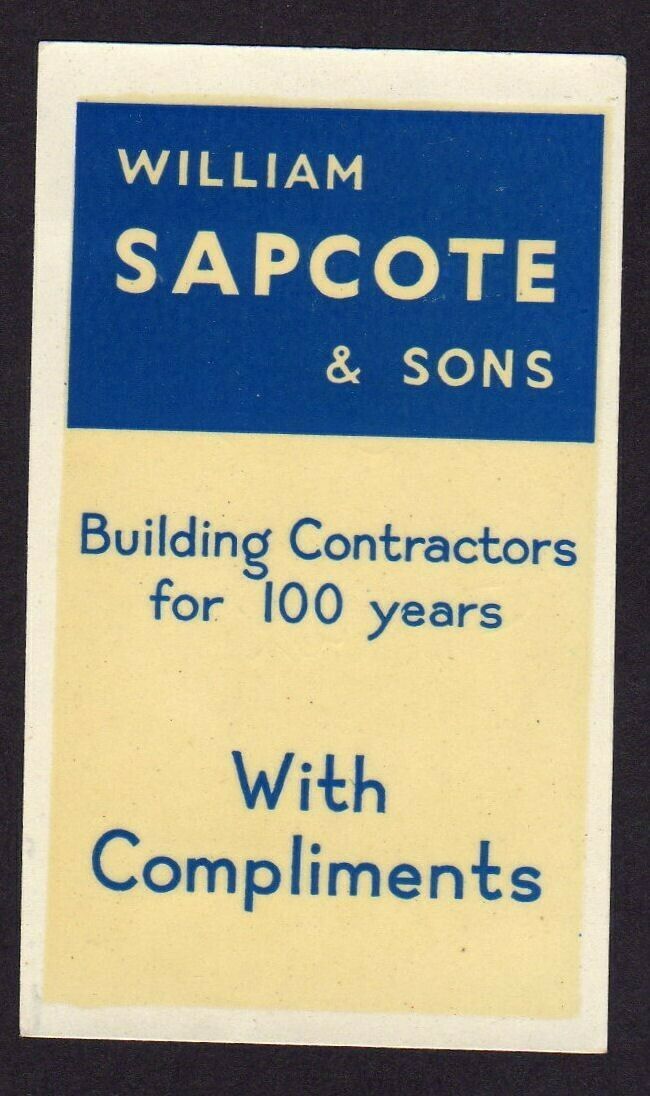 WILLIAM
SAPCOTE
& SONS
Building Contractors
for 100 years
With
Compliments